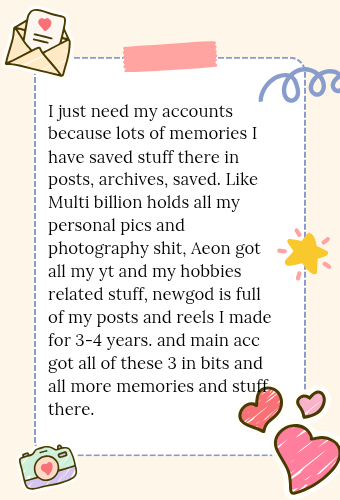 I just need my accounts
because lots of memories I
have saved stuff there in
posts, archives, saved. Like
Multi billion holds all my
personal pics and
photography shit, Aeon got
all my yt and my hobbies
related stuff, newgod is full
of my posts and reels I made
for 3-4 years. and main acc
got all of these 3 in bits and
all more memories and stuff
there.